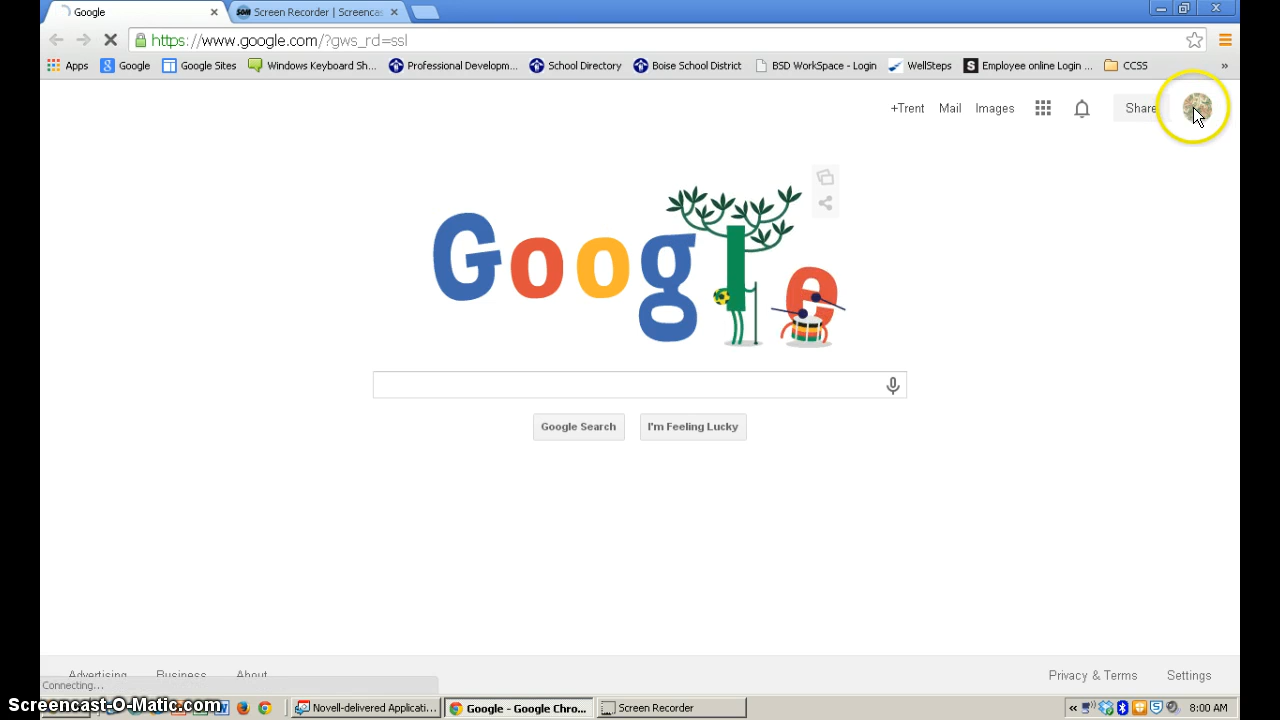 Google
Screen Recorder | Screencas
https://www.google.com/?gws_rd=ssl
Apps
Google
Google Sites
Windows Keyboard Sh...
Professional Developm...
School Directory
Boise School District
BSD WorkSpace - Login
WellSteps
Employee online Login ...
CCSS
»
+Trent
Mail
Images
Share
Google
Google Search
I'm Feeling Lucky
Advertising
Business
About
Privacy & Terms
Settings
Connecting...
Screencast-O-Matic.com
Novell-delivered Applicati...
Google - Google Chro...
Screen Recorder
8:00 AM